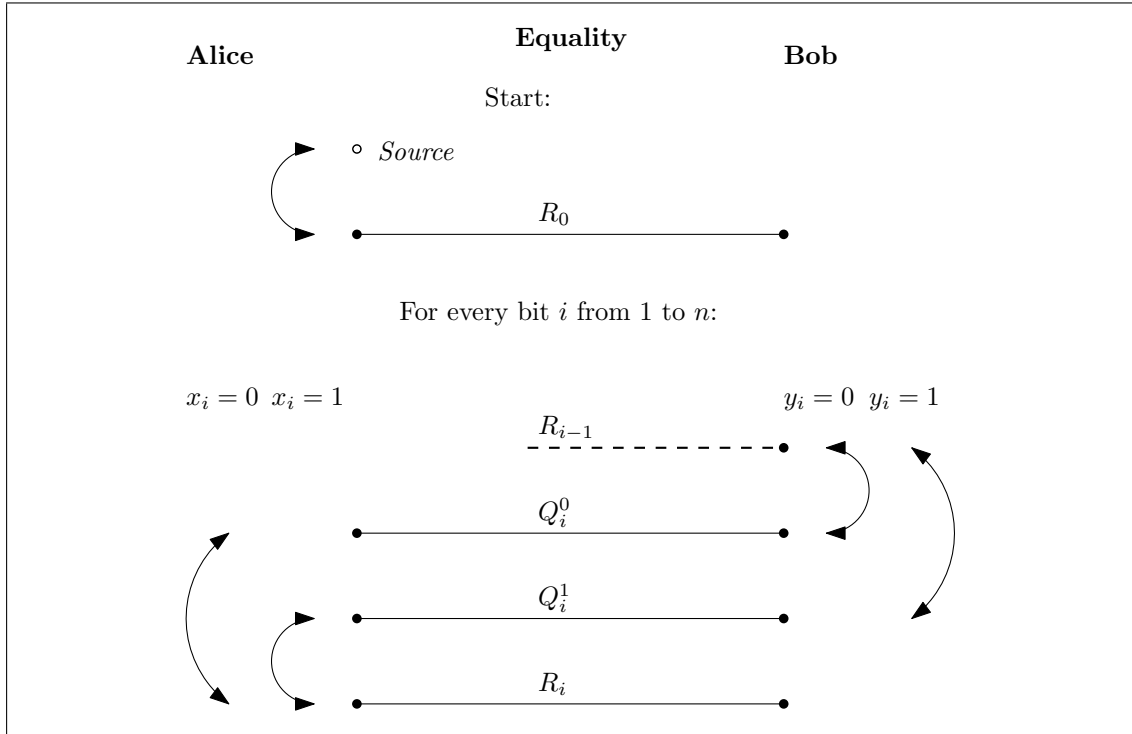 Equality
Alice Bob
Start:
Source
R_0
For every bit i from 1 to n:
x_i = 0 x_i = 1 y_i = 0 y_i = 1
R_{i−1}
Q_i^0
Q_i^1
R_i